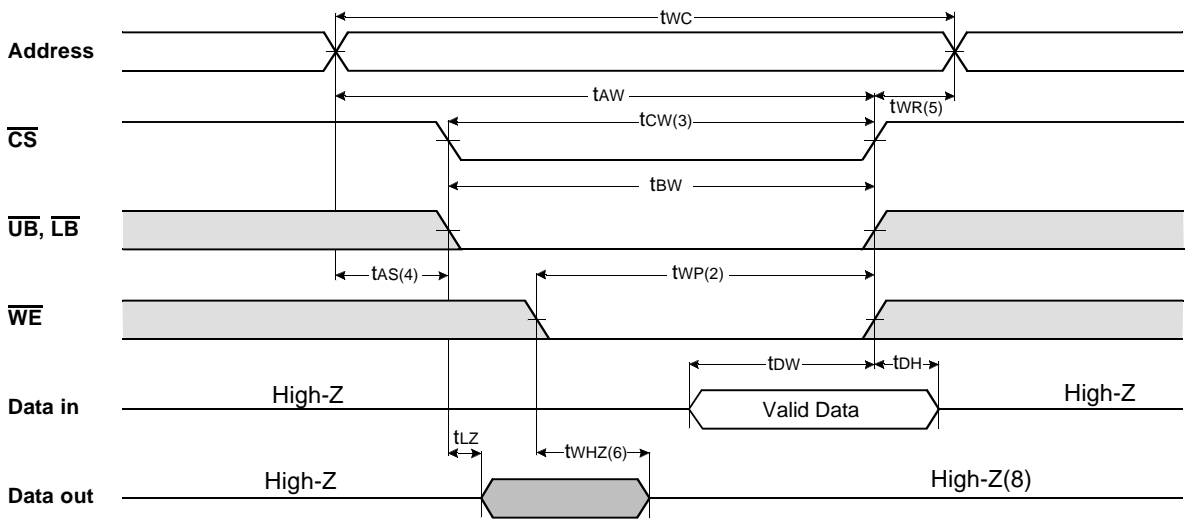 tWC
Address
tAW
tWR(5)
tCW(3)
CS
tBW
UB, LB
tAS(4)
tWP(2)
WE
tDW
tDH
Data in
High-Z
Valid Data
High-Z
tLZ
tWHZ(6)
Data out
High-Z
High-Z(8)